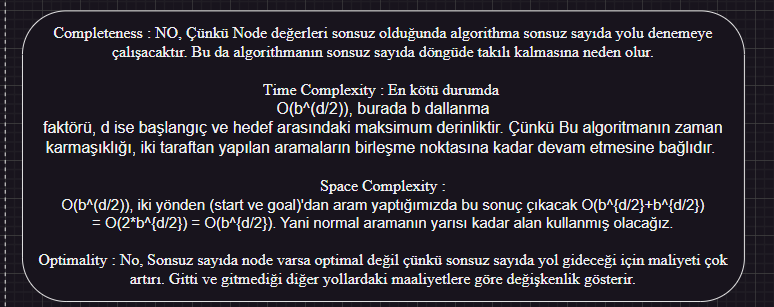 Completeness : NO, Çünkü Node değerleri sonsuz olduğunda algorithma sonsuz sayıda yolu denemeye
çalışacaktır. Bu da algorithmanın sonsuz sayıda döngüde takılı kalmasına neden olur.
Time Complexity : En kötü durumda
O(b^(d/2)), burada b dallanma
faktörü, d ise başlangıç ve hedef arasındaki maksimum derinliktir. Çünkü Bu algoritmanın zaman
karmaşıklığı, iki taraftan yapılan aramaların birleşme noktasına kadar devam etmesine bağlıdır.
Space Complexity :
O(b^(d/2)), iki yönden (start ve goal)'dan aram yaptığımızda bu sonuç çıkacak O(b^{d/2}+b^{d/2})
= O(2*b^{d/2}) = O(b^{d/2}). Yani normal aramanın yarısı kadar alan kullanmış olacağız.
Optimality : No, Sonsuz sayıda node varsa optimal değil çünkü sonsuz sayıda yol gideceği için maliyeti çok
artırı. Gitti ve gitmediği diğer yollardaki maaliyetlere göre değişkenlik gösterir.